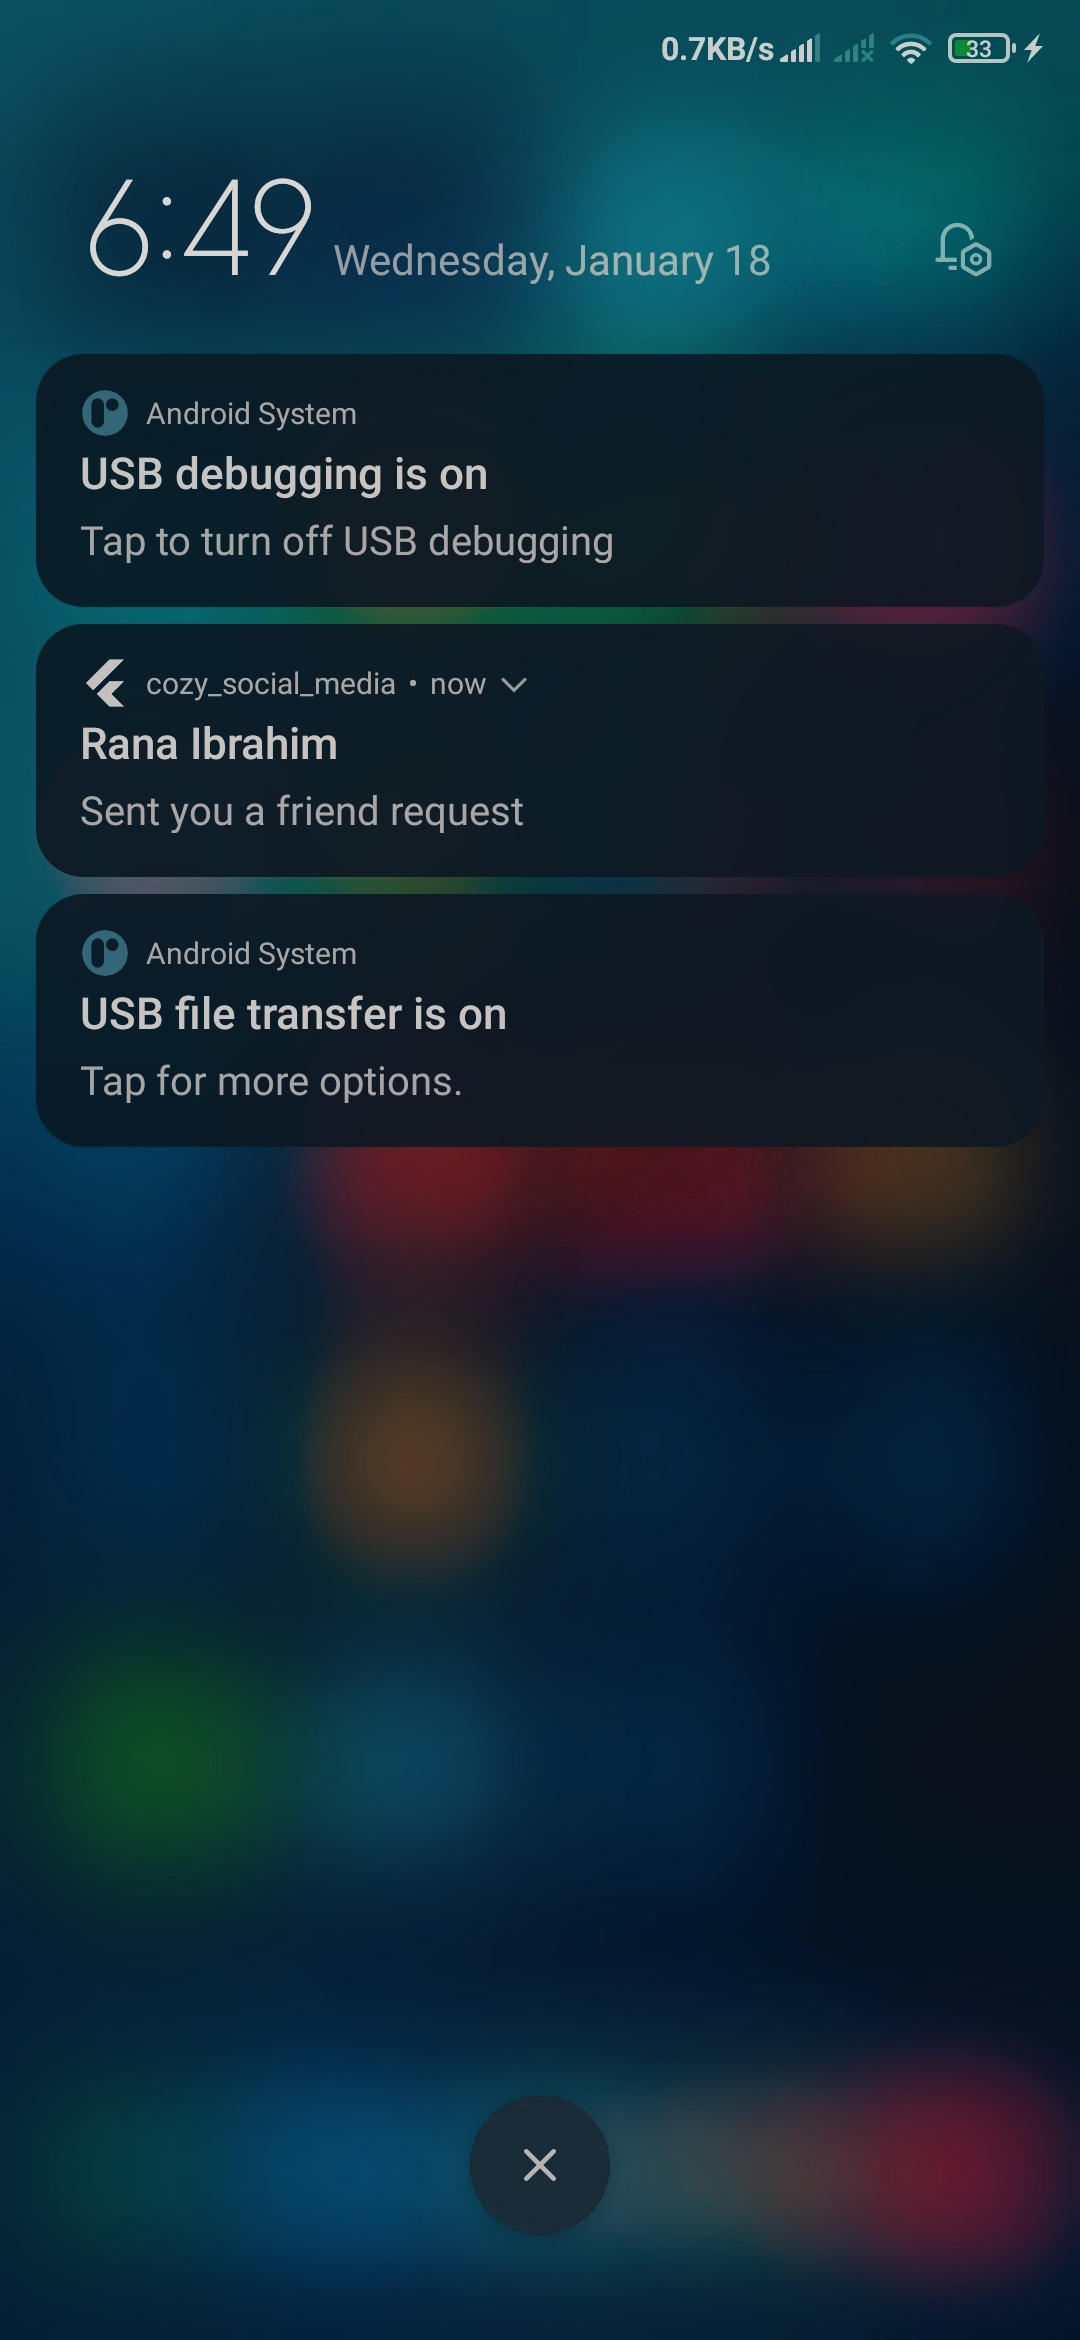 0.7KB/s 33
6:49 Wednesday, January 18
Android System
USB debugging is on
Tap to turn off USB debugging
cozy_social_media • now
Rana Ibrahim
Sent you a friend request
Android System
USB file transfer is on
Tap for more options.